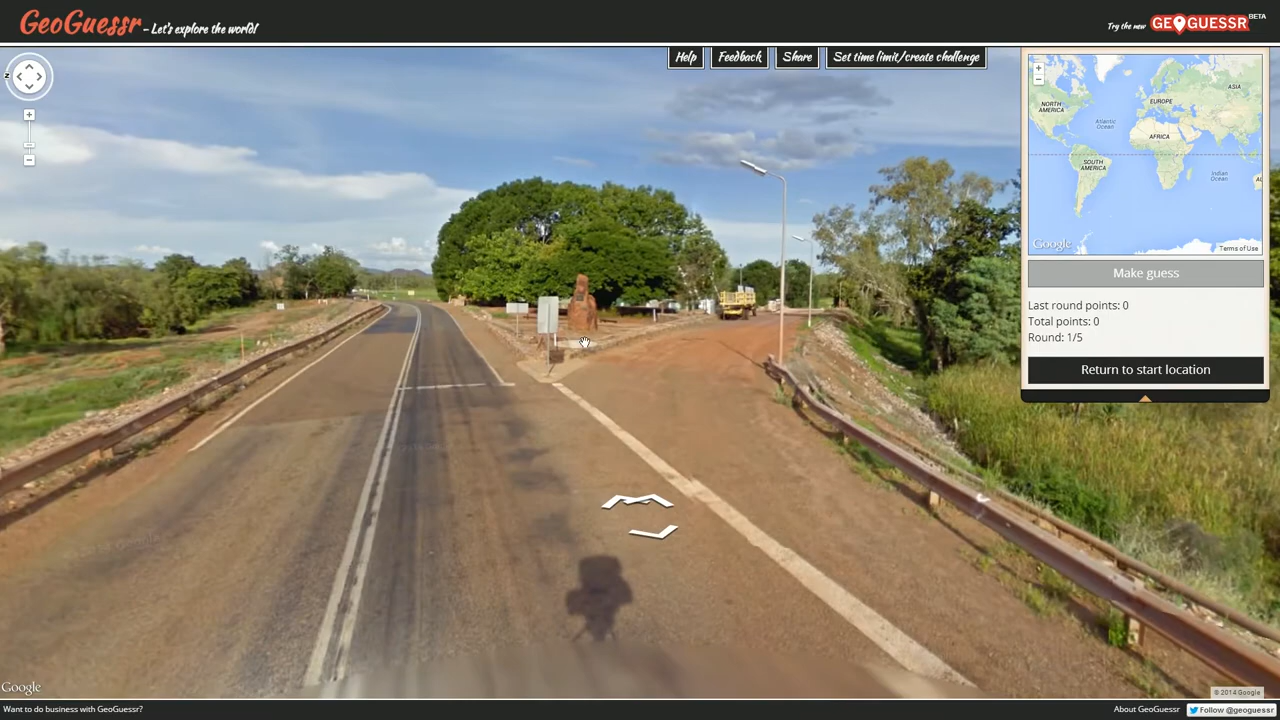 GeoGuessr - Let's explore the world!
Try the new GEOGUESSR BETA
Help
Feedback
Share
Set time limit/create challenge
NORTH AMERICA
Atlantic Ocean
EUROPE
ASIA
AFRICA
SOUTH AMERICA
Indian Ocean
AU
Google
Terms of Use
Make guess
Last round points: 0
Total points: 0
Round: 1/5
Return to start location
Google
© 2014 Google
Want to do business with GeoGuessr?
About GeoGuessr
Follow @geoguessr